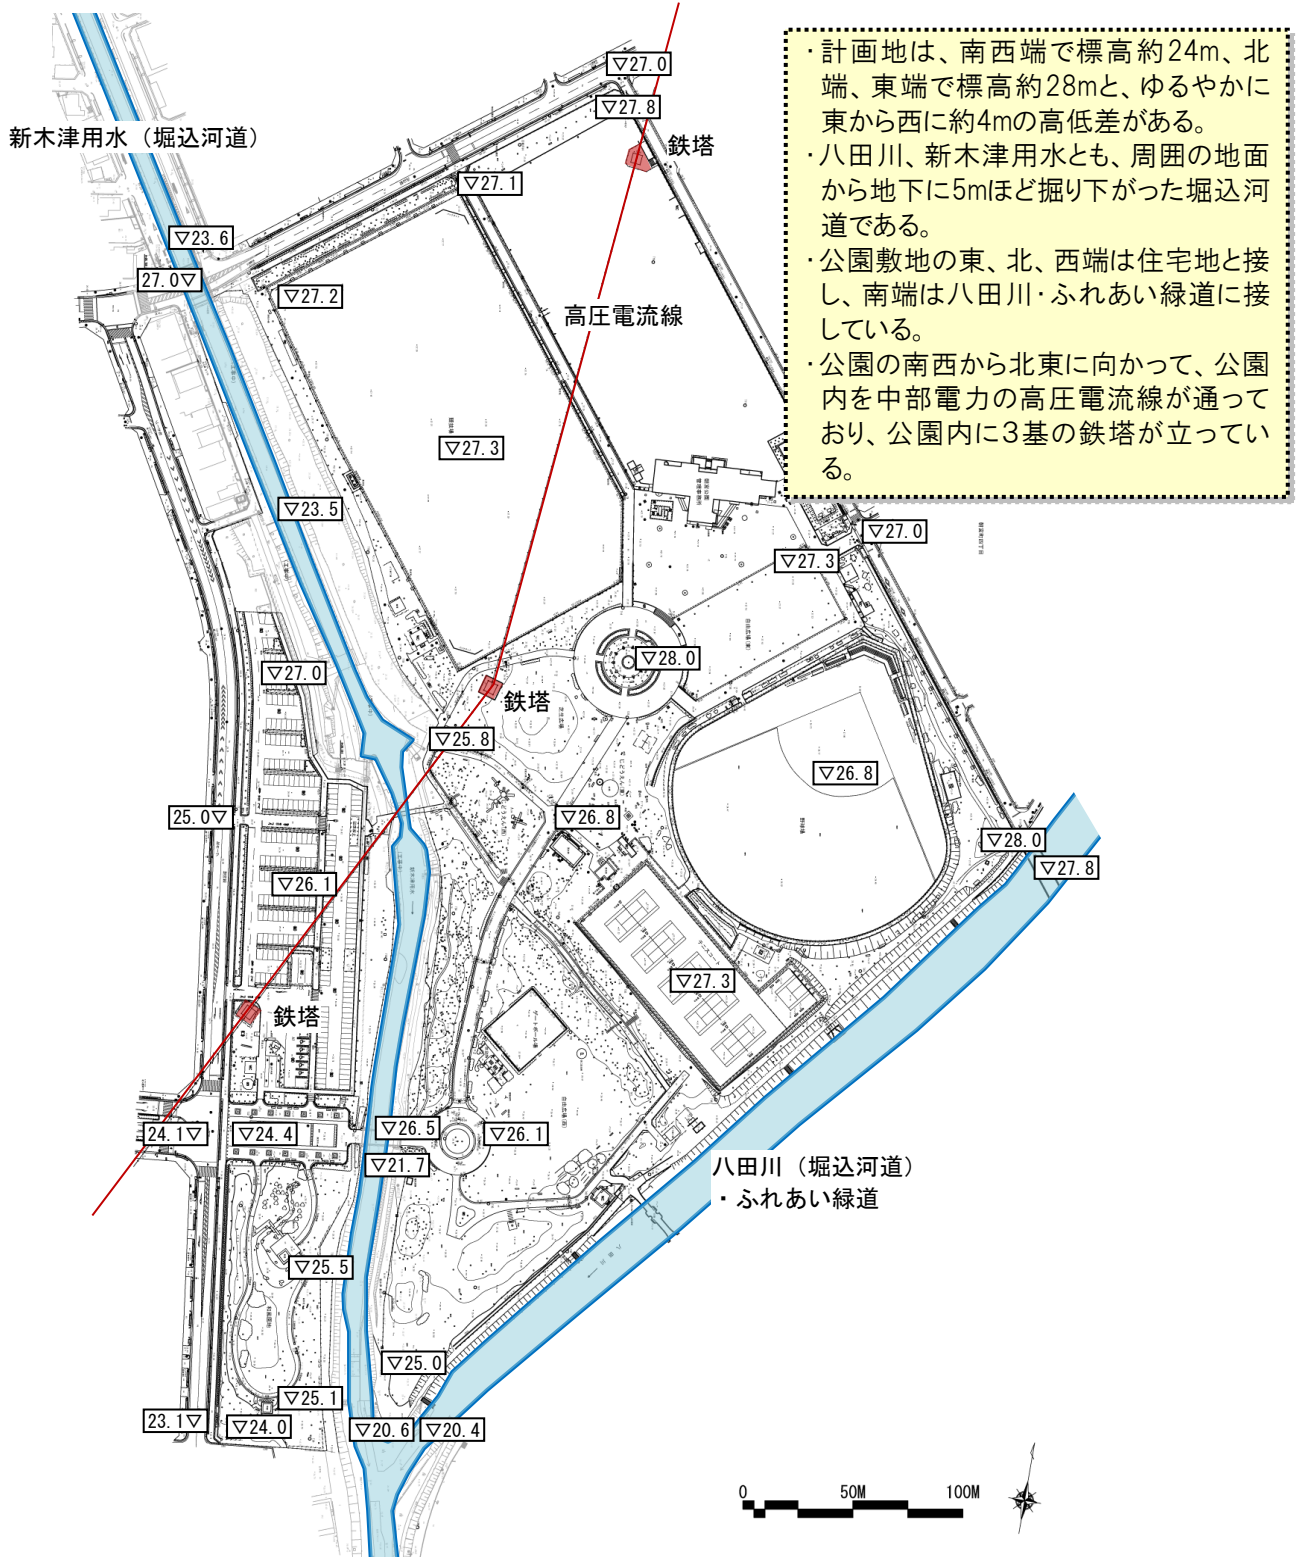 ・計画地は、南西端で標高約24m、北
端、東端で標高約28mと、ゆるやかに
東から西に約4mの高低差がある。
・八田川、新木津用水とも、周囲の地面
から地下に5mほど掘り下がった堀込河
道である。
・公園敷地の東、北、西端は住宅地と接
し、南端は八田川・ふれあい緑道に接
している。
・公園の南西から北東に向かって、公園
内を中部電力の高圧電流線が通って
おり、公園内に3基の鉄塔が立ってい
る。
▽27.0
▽27.8
新木津用水（堀込河道）
鉄塔
▽27.1
▽23.6
27.0▽
▽27.2
高圧電流線
▽27.3
▽23.5
▽27.0
▽27.3
▽28.0
▽27.0
鉄塔
▽25.8
▽26.8
25.0▽
▽26.8
▽28.0
▽27.8
▽26.1
▽27.3
鉄塔
24.1▽
▽24.4
▽26.5
▽26.1
▽21.7
八田川（堀込河道）
・ふれあい緑道
▽25.5
▽25.0
▽25.1
23.1▽
▽24.0
▽20.6
▽20.4
0
50M
100M